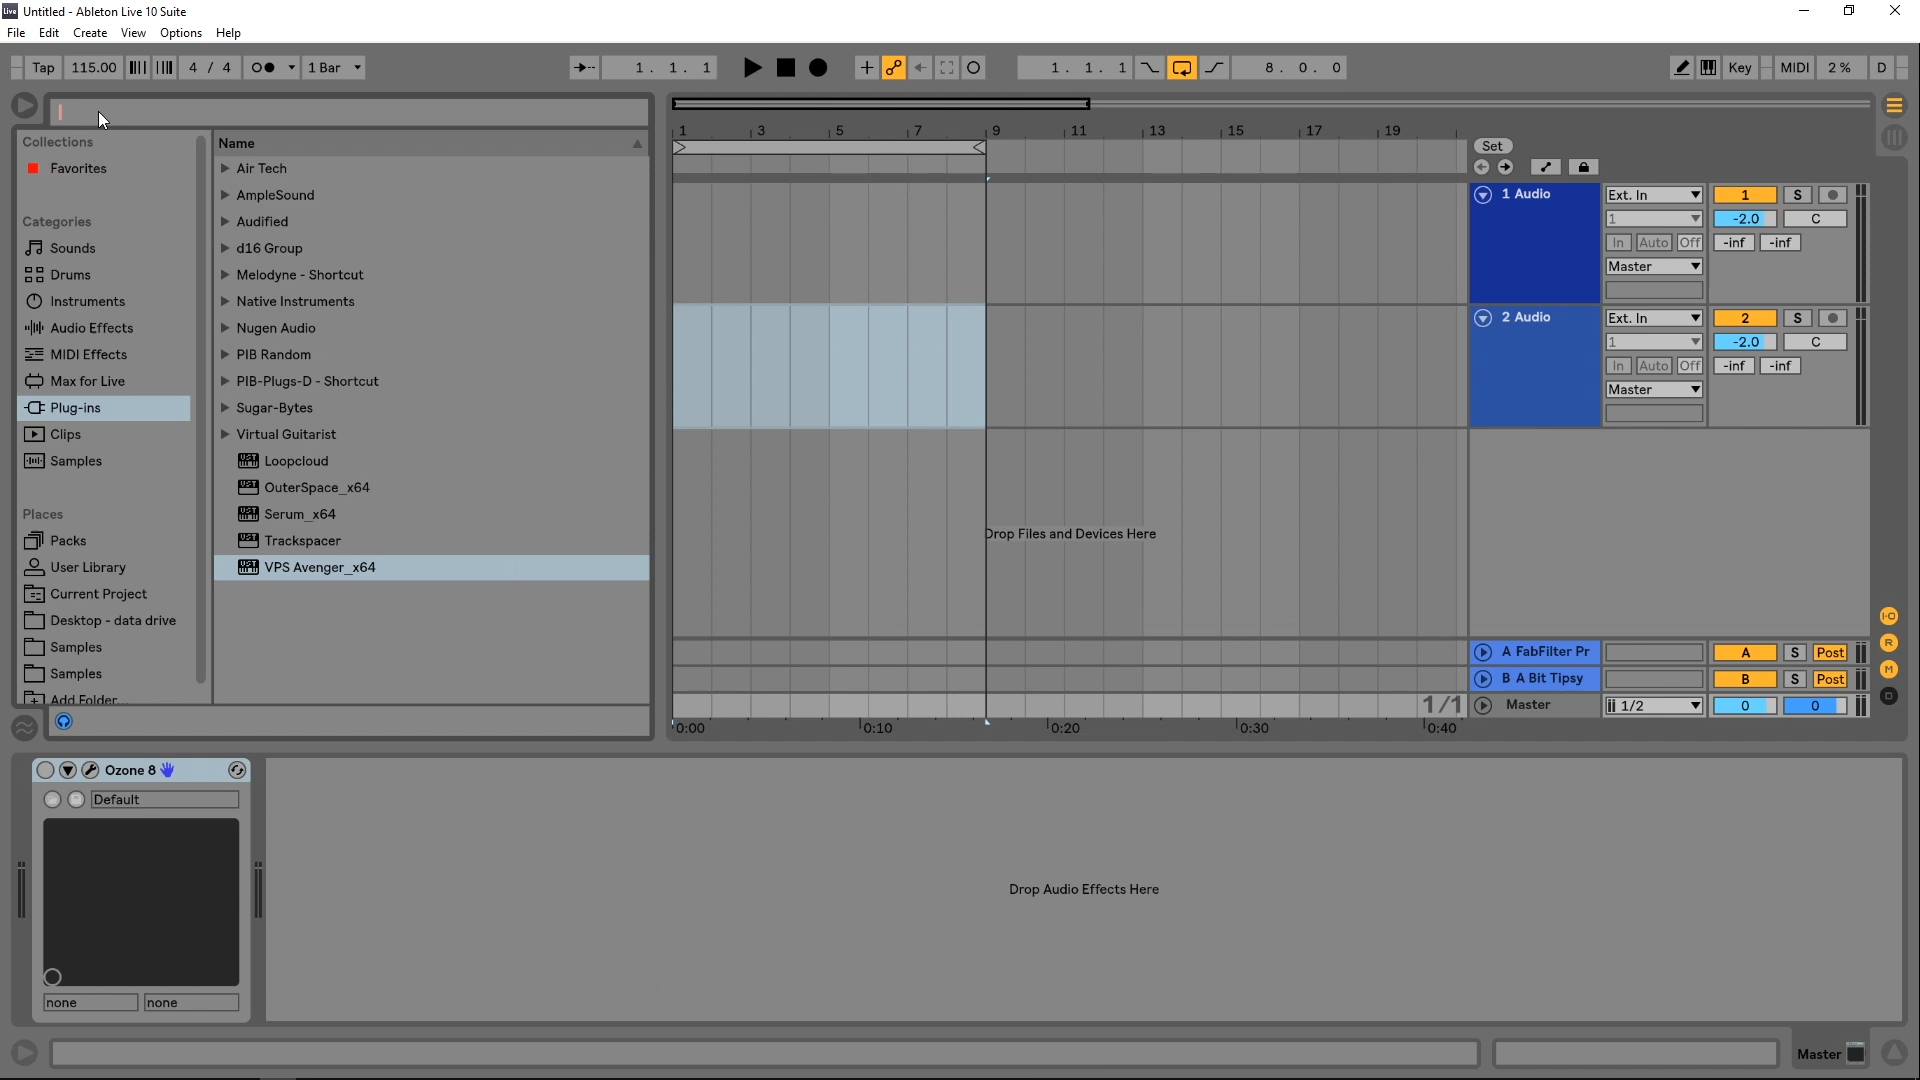 Live Untitled - Ableton Live 10 Suite
File Edit Create View Options Help
Tap 115.00 4 / 4 1 Bar 1. 1. 1 1. 1. 1 8. 0. 0 Key MIDI 2 % D
Collections
Favorites
Categories
Sounds
Drums
Instruments
Audio Effects
MIDI Effects
Max for Live
Plug-ins
Clips
Samples
Places
Packs
User Library
Current Project
Desktop - data drive
Samples
Samples
Add Folder...
Name
Air Tech
AmpleSound
Audified
d16 Group
Melodyne - Shortcut
Native Instruments
Nugen Audio
PIB Random
PIB-Plugs-D - Shortcut
Sugar-Bytes
Virtual Guitarist
Loopcloud
OuterSpace_x64
Serum_x64
Trackspacer
VPS Avenger_x64
1 3 5 7 9 11 13 15 17 19
Set
Drop Files and Devices Here
1/1
0:00 0:10 0:20 0:30 0:40
1 Audio Ext. In 1 S
1 -2.0 C
In Auto Off -inf -inf
Master
2 Audio Ext. In 2 S
1 -2.0 C
In Auto Off -inf -inf
Master
A FabFilter Pr A S Post
B A Bit Tipsy B S Post
Master 1/2 0 0
I·O
R
M
D
Ozone 8
Default
none none
Drop Audio Effects Here
Master